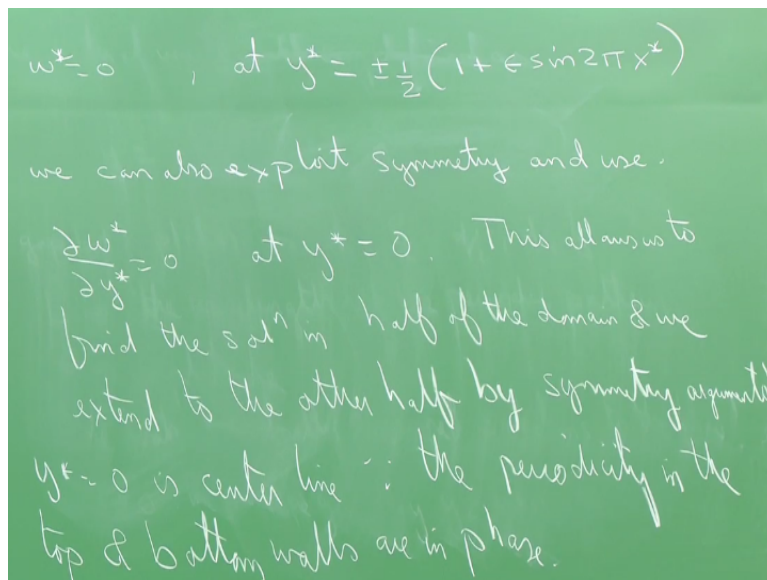 w* = 0 , at y* = ± 1/2 (1 + ϵ sin 2π x*)
we can also exploit symmetry and use.
∂w*/∂y* = 0 at y* = 0. This allows us to
find the solⁿ in half of the domain & we
extend to the other half by symmetry arguments
y* = 0 is center line ∵ the periodicity in the
top & bottom walls are in phase.